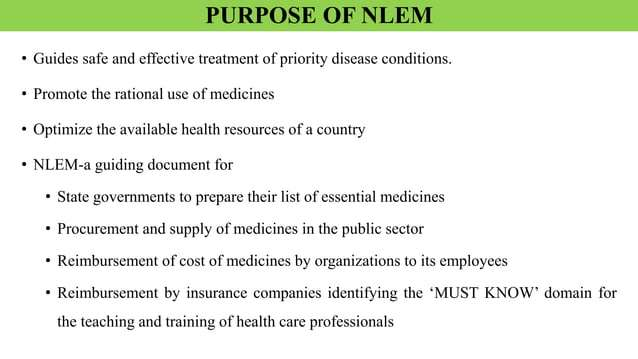 PURPOSE OF NLEM
• Guides safe and effective treatment of priority disease conditions.
• Promote the rational use of medicines
• Optimize the available health resources of a country
• NLEM-a guiding document for
• State governments to prepare their list of essential medicines
• Procurement and supply of medicines in the public sector
• Reimbursement of cost of medicines by organizations to its employees
• Reimbursement by insurance companies identifying the ‘MUST KNOW’ domain for
the teaching and training of health care professionals